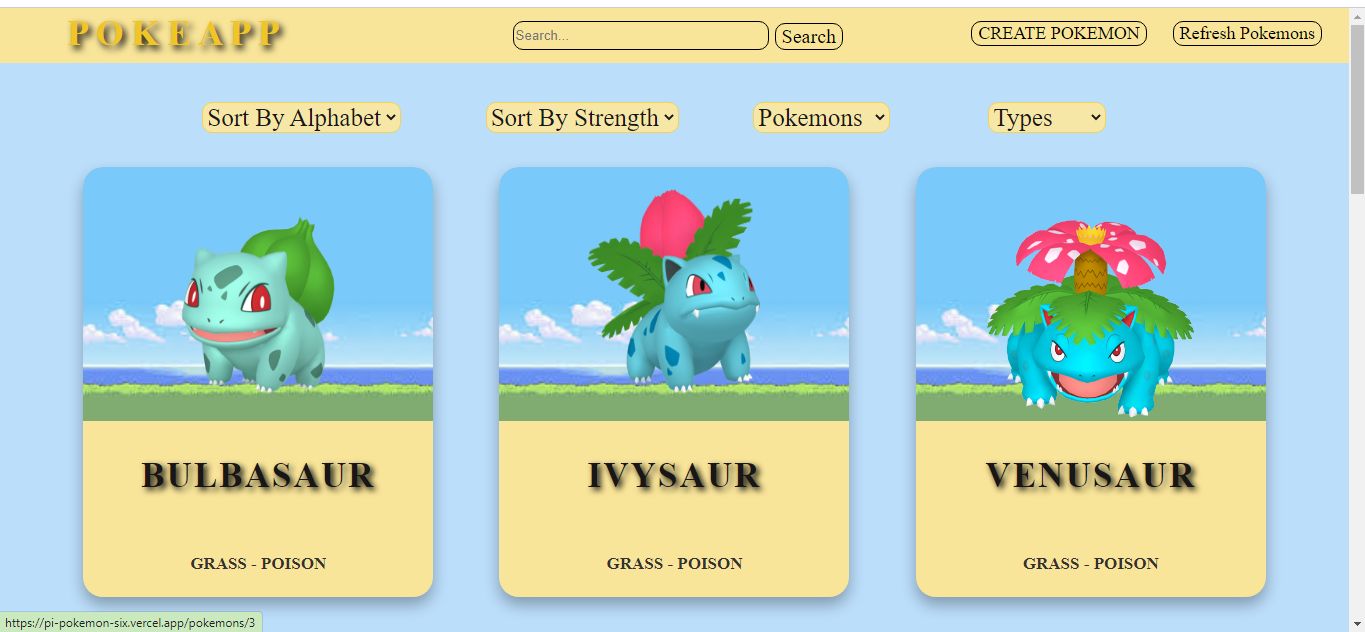 POKEAPP
Search...
Search
CREATE POKEMON
Refresh Pokemons
Sort By Alphabet
Sort By Strength
Pokemons
Types
BULBASAUR
IVYSAUR
VENUSAUR
GRASS - POISON
GRASS - POISON
GRASS - POISON
https://pi-pokemon-six.vercel.app/pokemons/3